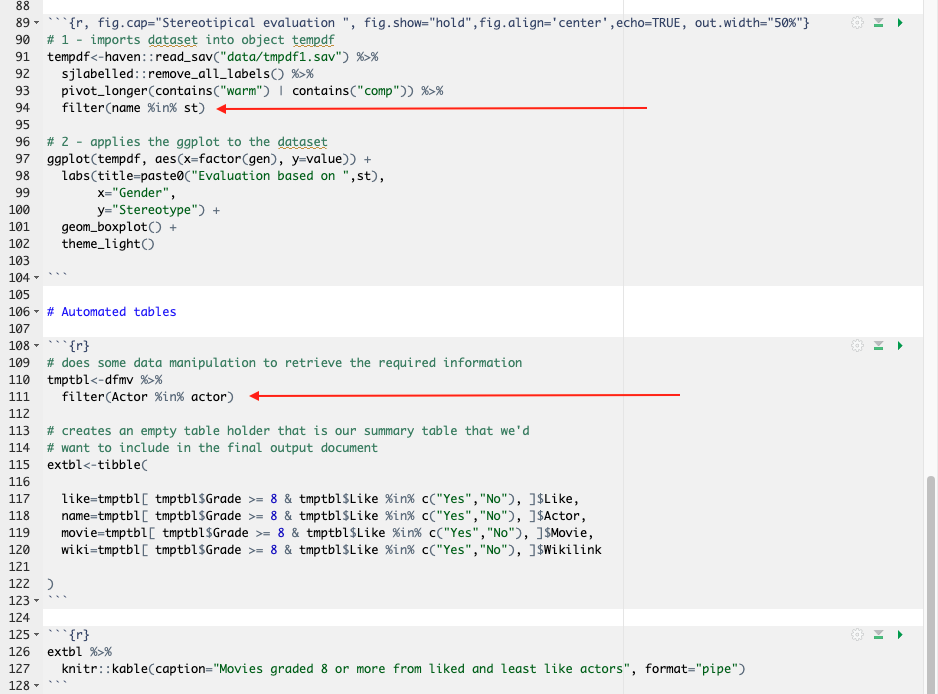 88
89 ```{r, fig.cap="Stereotipical evaluation ", fig.show="hold",fig.align='center',echo=TRUE, out.width="50%"}
90 # 1 - imports dataset into object tempdf
91 tempdf<-haven::read_sav("data/tmpdf1.sav") %>%
92   sjlabelled::remove_all_labels() %>%
93   pivot_longer(contains("warm") | contains("comp")) %>%
94   filter(name %in% st)
95
96 # 2 - applies the ggplot to the dataset
97 ggplot(tempdf, aes(x=factor(gen), y=value)) +
98   labs(title=paste0("Evaluation based on ",st),
99        x="Gender",
100        y="Stereotype") +
101   geom_boxplot() +
102   theme_light()
103
104 ```
105
106 # Automated tables
107
108 ```{r}
109 # does some data manipulation to retrieve the required information
110 tmptbl<-dfmv %>%
111   filter(Actor %in% actor)
112
113 # creates an empty table holder that is our summary table that we'd
114 # want to include in the final output document
115 extbl<-tibble(
116
117   like=tmptbl[ tmptbl$Grade >= 8 & tmptbl$Like %in% c("Yes","No"), ]$Like,
118   name=tmptbl[ tmptbl$Grade >= 8 & tmptbl$Like %in% c("Yes","No"), ]$Actor,
119   movie=tmptbl[ tmptbl$Grade >= 8 & tmptbl$Like %in% c("Yes","No"), ]$Movie,
120   wiki=tmptbl[ tmptbl$Grade >= 8 & tmptbl$Like %in% c("Yes","No"), ]$Wikilink
121
122 )
123 ```
124
125 ```{r}
126 extbl %>%
127   knitr::kable(caption="Movies graded 8 or more from liked and least like actors", format="pipe")
128 ```